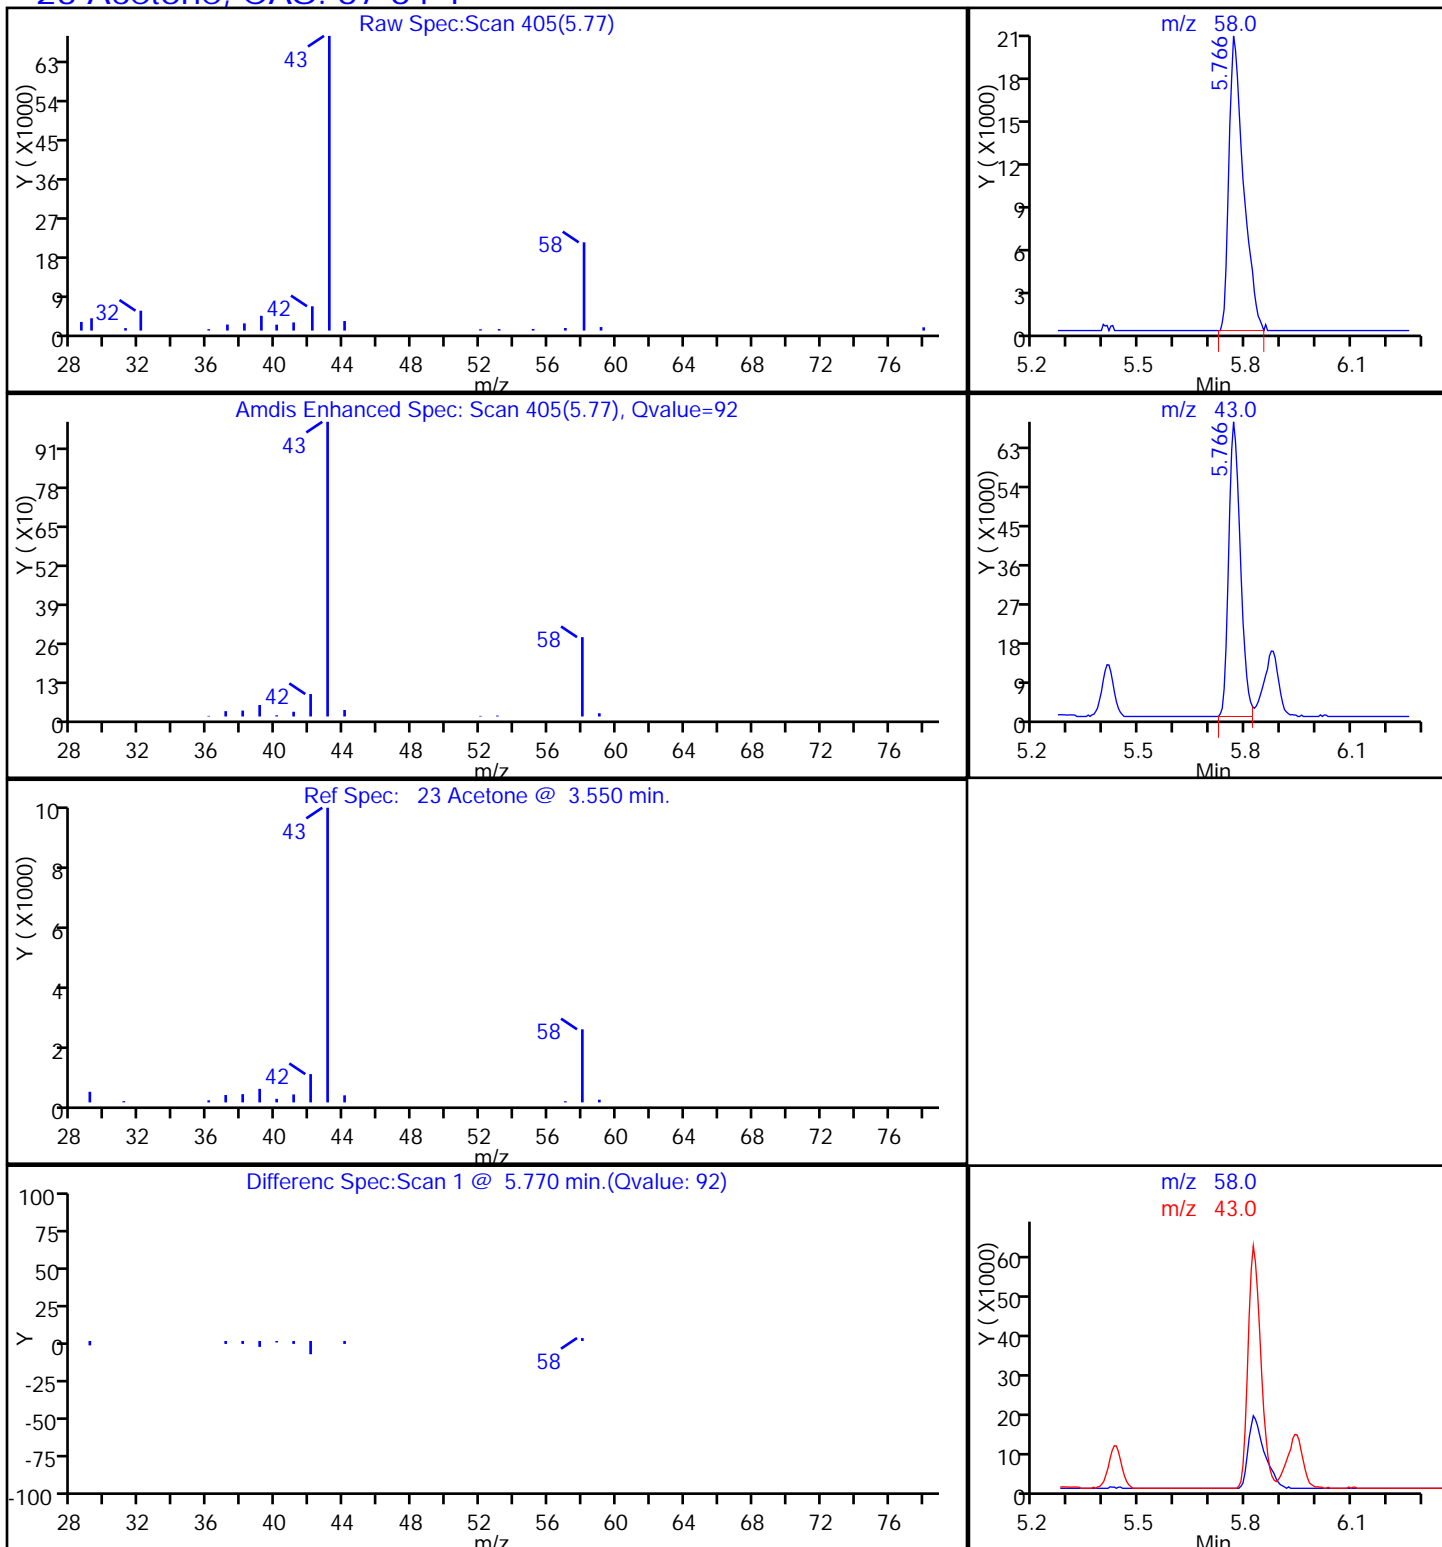 Raw Spec:Scan 405(5.77)
Y ( X1000)
63
54
45
36
27
18
9
0
43
58
42
32
28 32 36 40 44 48 52 56 60 64 68 72 76
m/z
m/z 58.0
Y ( X1000)
21
18
15
12
9
6
3
0
5.766
5.2 5.5 5.8 6.1
Min
Amdis Enhanced Spec: Scan 405(5.77), Qvalue=92
Y ( X10)
91
78
65
52
39
26
13
0
43
58
42
28 32 36 40 44 48 52 56 60 64 68 72 76
m/z
m/z 43.0
Y ( X1000)
63
54
45
36
27
18
9
0
5.766
5.2 5.5 5.8 6.1
Min
Ref Spec: 23 Acetone @ 3.550 min.
Y ( X1000)
10
8
6
4
2
0
43
58
42
28 32 36 40 44 48 52 56 60 64 68 72 76
m/z
Differenc Spec:Scan 1 @ 5.770 min.(Qvalue: 92)
Y
100
75
50
25
0
-25
-50
-75
-100
58
28 32 36 40 44 48 52 56 60 64 68 72 76
m/z
m/z 58.0
m/z 43.0
Y ( X1000)
60
50
40
30
20
10
0
5.2 5.5 5.8 6.1
Min